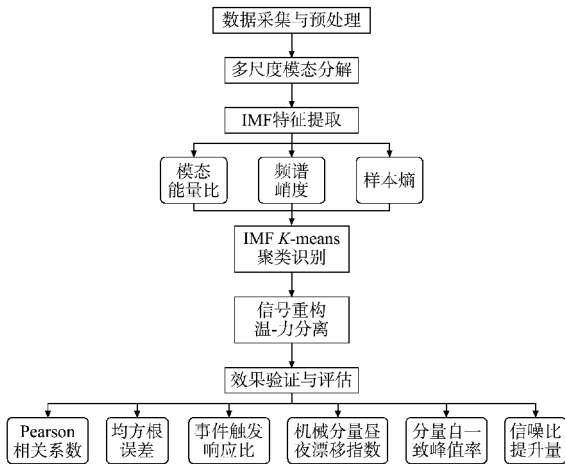 数据采集与预处理
多尺度模态分解
IMF特征提取
模态
能量比
频谱
峭度
样本熵
IMF K-means
聚类识别
信号重构
温-力分离
效果验证与评估
Pearson
相关系数
均方根
误差
事件触发
响应比
机械分量昼
夜漂移指数
分量自一
致峰值率
信噪比
提升量